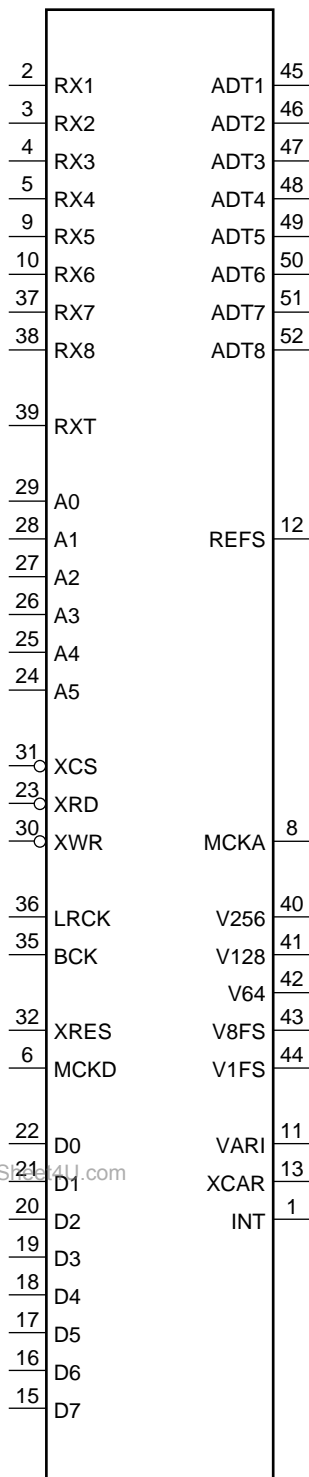 2 RX1 ADT1 45
3 RX2 ADT2 46
4 RX3 ADT3 47
5 RX4 ADT4 48
9 RX5 ADT5 49
10 RX6 ADT6 50
37 RX7 ADT7 51
38 RX8 ADT8 52
39 RXT
29 A0
28 A1 REFS 12
27 A2
26 A3
25 A4
24 A5
31 XCS
23 XRD
30 XWR MCKA 8
36 LRCK V256 40
35 BCK V128 41
V64 42
32 XRES V8FS 43
6 MCKD V1FS 44
22 D0 VARI 11
Sheet4U.com
21 D1 XCAR 13
20 D2 INT 1
19 D3
18 D4
17 D5
16 D6
15 D7